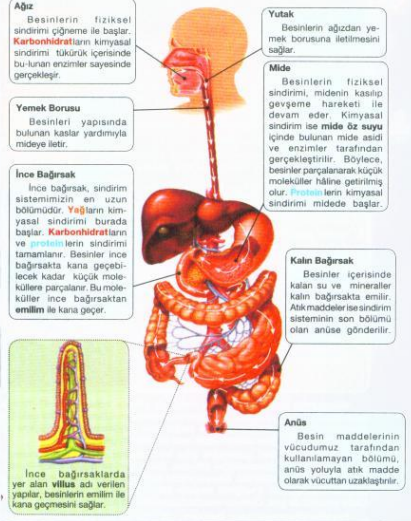 Ağız
Besinlerin fiziksel
sindirimi çiğneme ile başlar.
Karbonhidratların kimyasal
sindirimi tükürük içerisinde
bu-lunan enzimler sayesinde
gerçekleşir.
Yutak
Besinlerin ağızdan ye-
mek borusuna iletilmesini
sağlar.
Yemek Borusu
Besinleri yapısında
bulunan kaslar yardımıyla
mideye iletir.
Mide
Besinlerin fiziksel
sindirimi, midenin kasılıp
gevşeme hareketi ile
devam eder. Kimyasal
sindirim ise mide öz suyu
içinde bulunan mide asidi
ve enzimler tarafından
gerçekleştirilir. Böylece,
besinler parçalanarak küçük
moleküller hâline getirilmiş
olur. Proteinlerin kimyasal
sindirimi midede başlar.
İnce Bağırsak
İnce bağırsak, sindirim
sistemimizin en uzun
bölümüdür. Yağların kim-
yasal sindirimi burada
başlar. Karbonhidratların
ve proteinlerin sindirimi
tamamlanır. Besinler ince
bağırsakta kana geçebi-
lecek kadar küçük mole-
küllere parçalanır. Bu mole-
küller ince bağırsaktan
emilim ile kana geçer.
Kalın Bağırsak
Besinler içerisinde
kalan su ve mineraller
kalın bağırsakta emilir.
Atık maddeler ise sindirim
sisteminin son bölümü
olan anüse gönderilir.
İnce bağırsaklarda
yer alan villus adı verilen
yapılar, besinlerin emilim ile
kana geçmesini sağlar.
Anüs
Besin maddelerinin
vücudumuz tarafından
kullanılamayan bölümü,
anüs yoluyla atık madde
olarak vücuttan uzaklaştırılır.